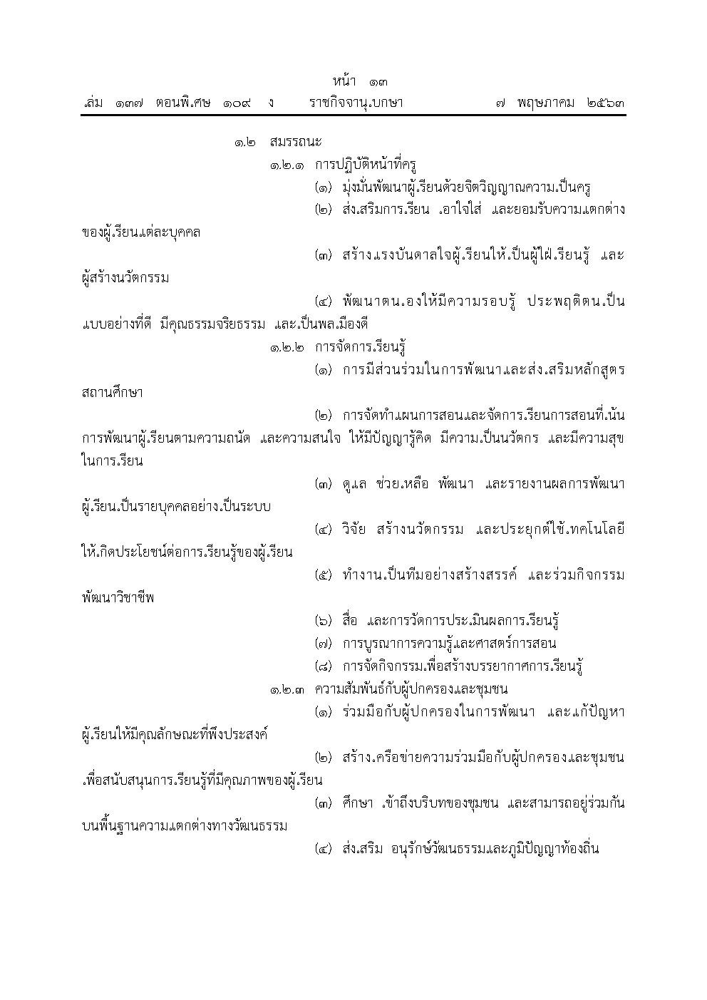 หน้า ๑๓
เล่ม ๑๓๗ ตอนพิเศษ ๑๐๙ ง ราชกิจจานุเบกษา ๗ พฤษภาคม ๒๕๖๓
๑.๒ สมรรถนะ
๑.๒.๑ การปฏิบัติหน้าที่ครู
(๑) มุ่งมั่นพัฒนาผู้เรียนด้วยจิตวิญญาณความเป็นครู
(๒) ส่งเสริมการเรียน เอาใจใส่ และยอมรับความแตกต่าง
ของผู้เรียนแต่ละบุคคล
(๓) สร้างแรงบันดาลใจผู้เรียนให้เป็นผู้ใฝ่เรียนรู้ และ
ผู้สร้างนวัตกรรม
(๔) พัฒนาตนเองให้มีความรอบรู้ ประพฤติตนเป็น
แบบอย่างที่ดี มีคุณธรรมจริยธรรม และเป็นพลเมืองดี
๑.๒.๒ การจัดการเรียนรู้
(๑) การมีส่วนร่วมในการพัฒนาและส่งเสริมหลักสูตร
สถานศึกษา
(๒) การจัดทำแผนการสอนและจัดการเรียนการสอนที่เน้น
การพัฒนาผู้เรียนตามความถนัด และความสนใจ ให้มีปัญญารู้คิด มีความเป็นนวัตกร และมีความสุข
ในการเรียน
(๓) ดูแล ช่วยเหลือ พัฒนา และรายงานผลการพัฒนา
ผู้เรียนเป็นรายบุคคลอย่างเป็นระบบ
(๔) วิจัย สร้างนวัตกรรม และประยุกต์ใช้เทคโนโลยี
ให้เกิดประโยชน์ต่อการเรียนรู้ของผู้เรียน
(๕) ทำงานเป็นทีมอย่างสร้างสรรค์ และร่วมกิจกรรม
พัฒนาวิชาชีพ
(๖) สื่อ และการวัดการประเมินผลการเรียนรู้
(๗) การบูรณาการความรู้และศาสตร์การสอน
(๘) การจัดกิจกรรมเพื่อสร้างบรรยากาศการเรียนรู้
๑.๒.๓ ความสัมพันธ์กับผู้ปกครองและชุมชน
(๑) ร่วมมือกับผู้ปกครองในการพัฒนา และแก้ปัญหา
ผู้เรียนให้มีคุณลักษณะที่พึงประสงค์
(๒) สร้างเครือข่ายความร่วมมือกับผู้ปกครองและชุมชน
เพื่อสนับสนุนการเรียนรู้ที่มีคุณภาพของผู้เรียน
(๓) ศึกษา เข้าถึงบริบทของชุมชน และสามารถอยู่ร่วมกัน
บนพื้นฐานความแตกต่างทางวัฒนธรรม
(๔) ส่งเสริม อนุรักษ์วัฒนธรรมและภูมิปัญญาท้องถิ่น